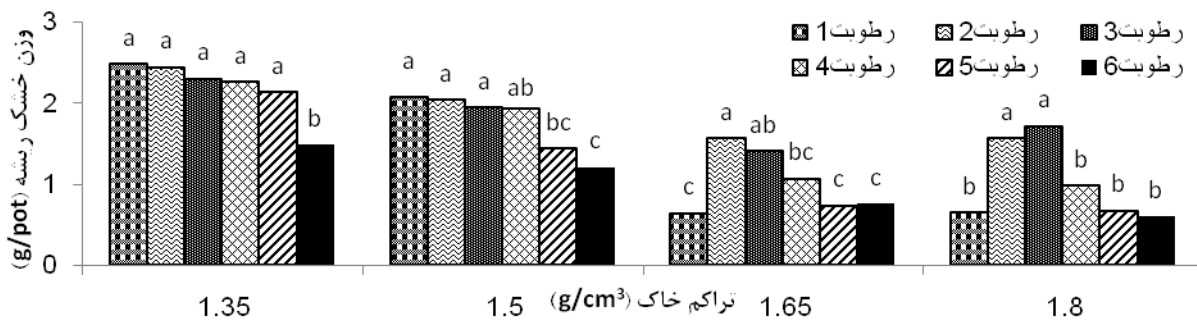 وزن خشک ریشه (g/pot)
3
2
1
0
رطوبت1 رطوبت2 رطوبت3
رطوبت4 رطوبت5 رطوبت6
a a a a a b
a a a ab bc c
c a ab bc c c
b a a b b b
1.35 1.5 1.65 1.8
تراکم خاک (g/cm³)